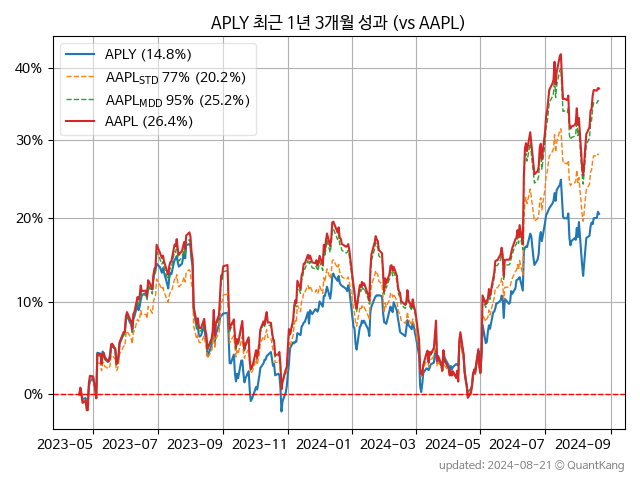 APLY 최근 1년 3개월 성과 (vs AAPL)
APLY (14.8%)
AAPL_STD 77% (20.2%)
AAPL_MDD 95% (25.2%)
AAPL (26.4%)
40%
30%
20%
10%
0%
2023-05 2023-07 2023-09 2023-11 2024-01 2024-03 2024-05 2024-07 2024-09
updated: 2024-08-21 © QuantKang